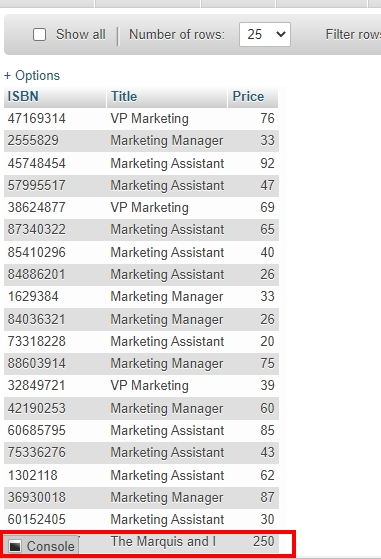 Show all Number of rows: 25 Filter rows
+ Options
ISBN Title Price
47169314 VP Marketing 76
2555829 Marketing Manager 33
45748454 Marketing Assistant 92
57995517 Marketing Assistant 47
38624877 VP Marketing 69
87340322 Marketing Assistant 65
85410296 Marketing Assistant 40
84886201 Marketing Assistant 26
1629384 Marketing Manager 33
84036321 Marketing Manager 26
73318228 Marketing Assistant 20
88603914 Marketing Manager 75
32849721 VP Marketing 39
42190253 Marketing Manager 60
60685795 Marketing Assistant 85
75336276 Marketing Assistant 43
1302118 Marketing Assistant 62
36930018 Marketing Manager 87
60152405 Marketing Assistant 30
Console The Marquis and I 250